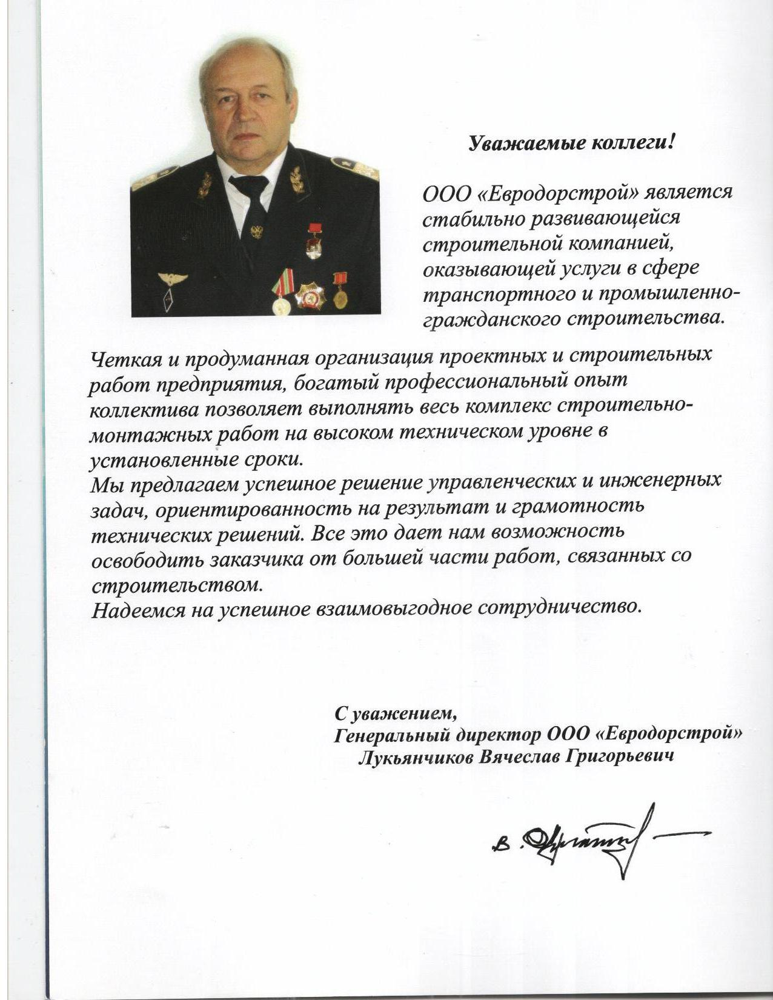 Уважаемые коллеги!
ООО «Евродорстрой» является
стабильно развивающейся
строительной компанией,
оказывающей услуги в сфере
транспортного и промышленно-
гражданского строительства.
Четкая и продуманная организация проектных и строительных
работ предприятия, богатый профессиональный опыт
коллектива позволяет выполнять весь комплекс строительно-
монтажных работ на высоком техническом уровне в
установленные сроки.
Мы предлагаем успешное решение управленческих и инженерных
задач, ориентированность на результат и грамотность
технических решений. Все это дает нам возможность
освободить заказчика от большей части работ, связанных со
строительством.
Надеемся на успешное взаимовыгодное сотрудничество.
С уважением,
Генеральный директор ООО «Евродорстрой»
Лукьянчиков Вячеслав Григорьевич
В.